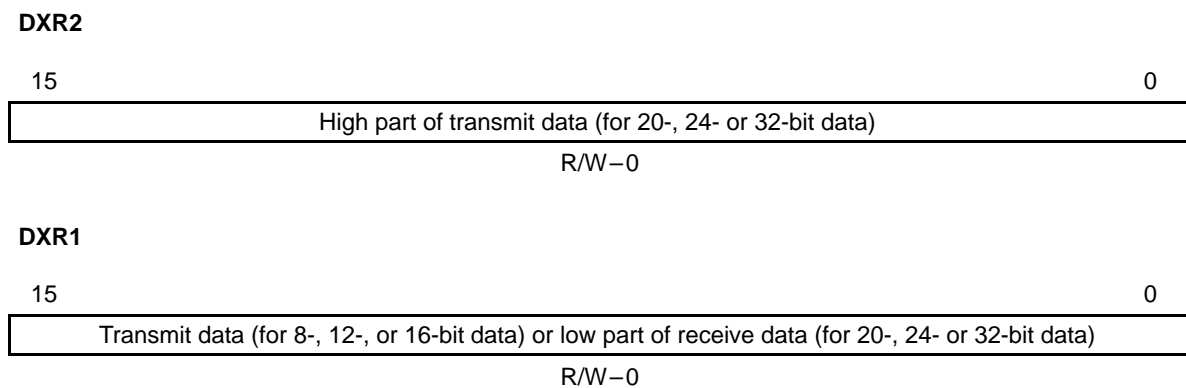 DXR2
15 0
High part of transmit data (for 20-, 24- or 32-bit data)
R/W–0
DXR1
15 0
Transmit data (for 8-, 12-, or 16-bit data) or low part of receive data (for 20-, 24- or 32-bit data)
R/W–0